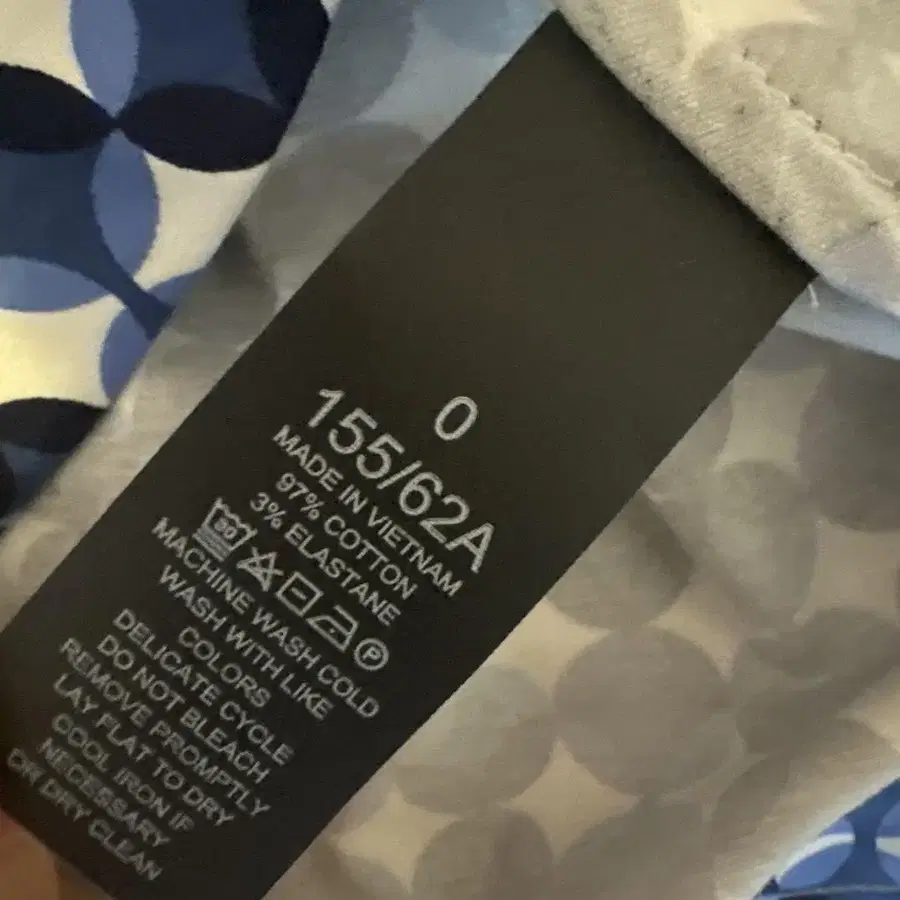 0
155/62A
MADE IN VIETNAM
97% COTTON
3% ELASTANE
30 P
MACHINE WASH COLD
WASH WITH LIKE
COLORS
DELICATE CYCLE
DO NOT BLEACH
REMOVE PROMPTLY
LAY FLAT TO DRY
COOL IRON IF
NECESSARY
OR DRY CLEAN